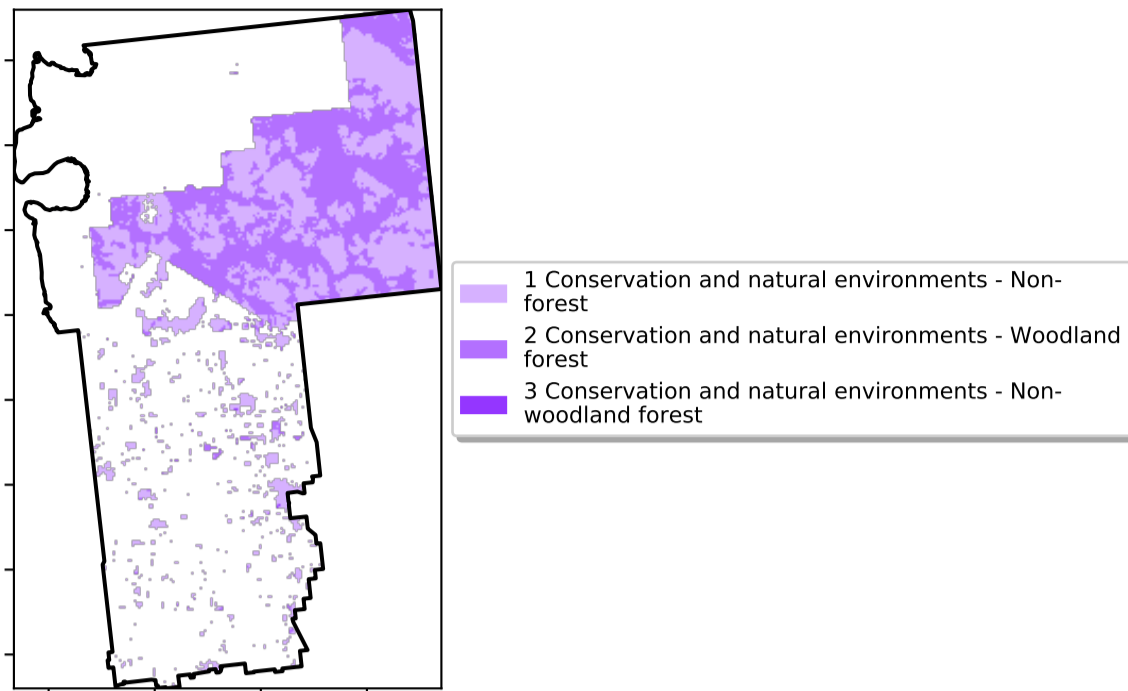 1 Conservation and natural environments - Non-
forest
2 Conservation and natural environments - Woodland
forest
3 Conservation and natural environments - Non-
woodland forest